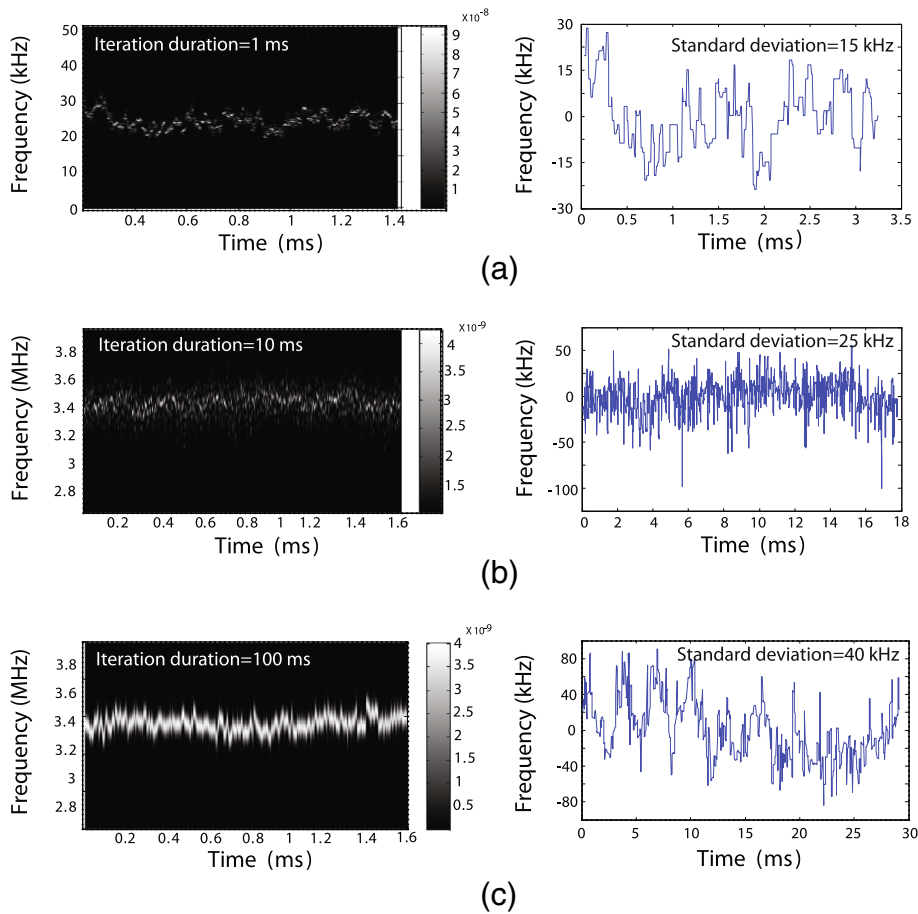 Iteration duration=1 ms
X10⁻⁸
Frequency (kHz)
50
40
30
20
10
0
0.4 0.6 0.8 1 1.2 1.4
Time (ms)
9
8
7
6
5
4
3
2
1
Standard deviation=15 kHz
Frequency (kHz)
30
15
0
-15
-30
0 0.5 1 1.5 2 2.5 3 3.5
Time (ms)
(a)
Iteration duration=10 ms
X10⁻⁹
Frequency (MHz)
3.8
3.6
3.4
3.2
3
2.8
0.2 0.4 0.6 0.8 1 1.2 1.4 1.6
Time (ms)
4
3.5
3
2.5
2
1.5
Standard deviation=25 kHz
Frequency (kHz)
50
0
-50
-100
0 2 4 6 8 10 12 14 16 18
Time (ms)
(b)
Iteration duration=100 ms
X10⁻⁹
Frequency (MHz)
3.8
3.6
3.4
3.2
3
2.8
0.2 0.4 0.6 0.8 1 1.2 1.4 1.6
Time (ms)
4
3.5
3
2.5
2
1.5
1
0.5
Standard deviation=40 kHz
Frequency (kHz)
80
40
0
-40
-80
0 5 10 15 20 25 30
Time (ms)
(c)